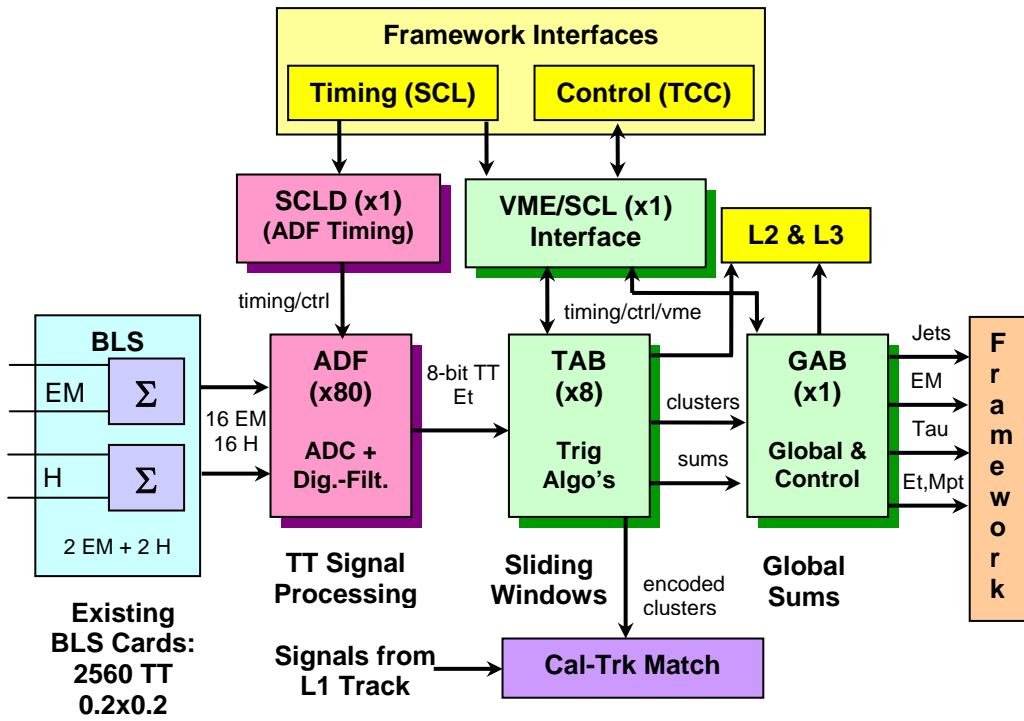 Framework Interfaces
Timing (SCL)
Control (TCC)
SCLD (x1)
(ADF Timing)
VME/SCL (x1)
Interface
L2 & L3
timing/ctrl
timing/ctrl/vme
BLS
EM
Σ
H
Σ
2 EM + 2 H
16 EM
16 H
ADF
(x80)
ADC +
Dig.-Filt.
8-bit TT
Et
TAB
(x8)
Trig
Algo's
clusters
sums
GAB
(x1)
Global &
Control
Jets
EM
Tau
Et,Mpt
Framework
Existing
BLS Cards:
2560 TT
0.2x0.2
TT Signal
Processing
Sliding
Windows
Global
Sums
encoded
clusters
Signals from
L1 Track
Cal-Trk Match